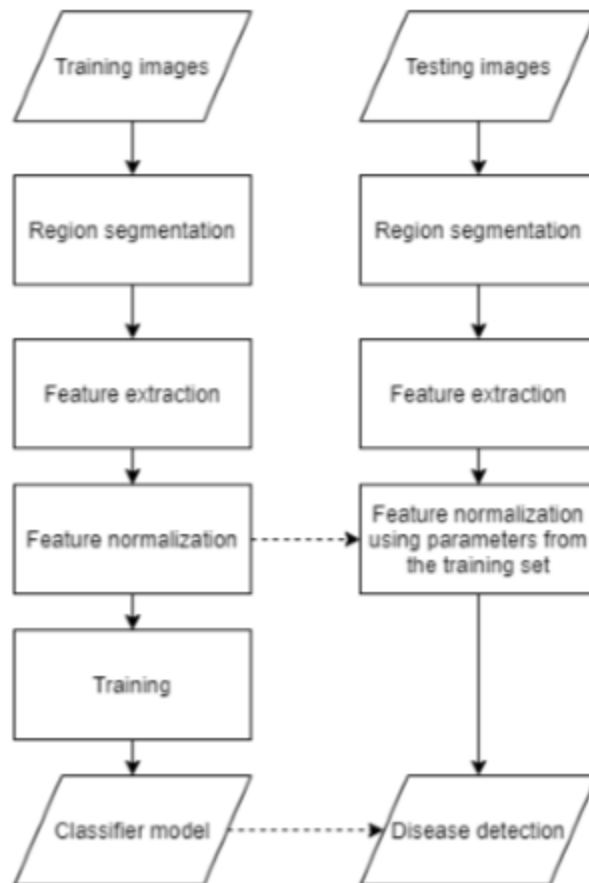 Training images
Testing images
Region segmentation
Region segmentation
Feature extraction
Feature extraction
Feature normalization
Feature normalization
using parameters from
the training set
Training
Classifier model
Disease detection